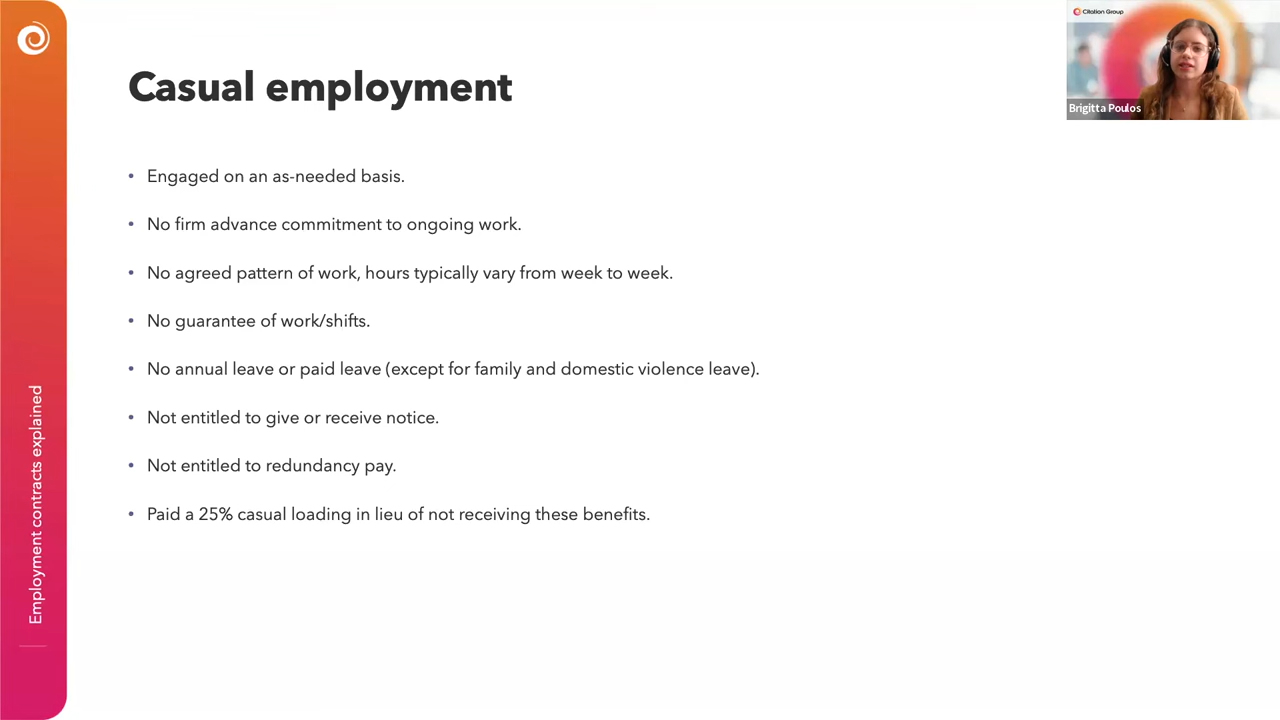 Casual employment
• Engaged on an as-needed basis.
• No firm advance commitment to ongoing work.
• No agreed pattern of work, hours typically vary from week to week.
• No guarantee of work/shifts.
• No annual leave or paid leave (except for family and domestic violence leave).
• Not entitled to give or receive notice.
• Not entitled to redundancy pay.
• Paid a 25% casual loading in lieu of not receiving these benefits.
Employment contracts explained
Citation Group
Brigitta Poulos